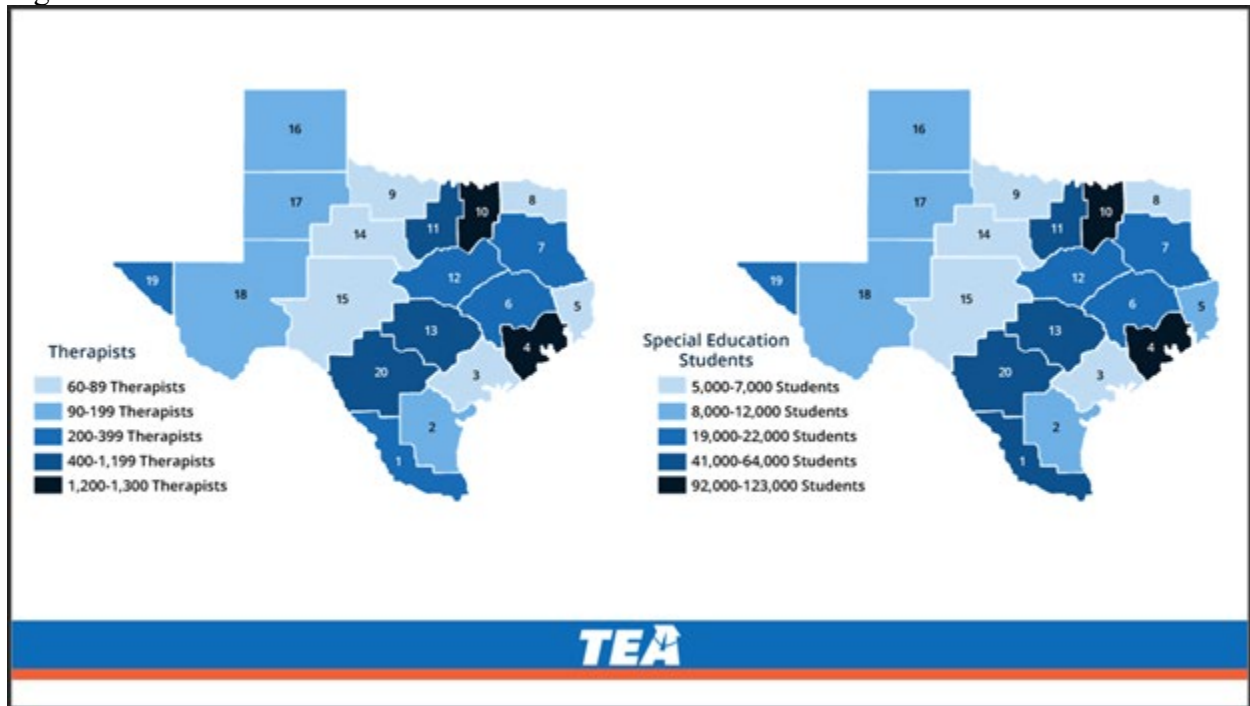 16
17
9
8
10
11
14
7
12
19
18
15
6
5
13
4
20
3
2
1
Therapists
60-89 Therapists
90-199 Therapists
200-399 Therapists
400-1,199 Therapists
1,200-1,300 Therapists
16
17
9
8
10
11
14
7
12
19
18
15
6
5
13
4
20
3
2
1
Special Education
Students
5,000-7,000 Students
8,000-12,000 Students
19,000-22,000 Students
41,000-64,000 Students
92,000-123,000 Students
TEA